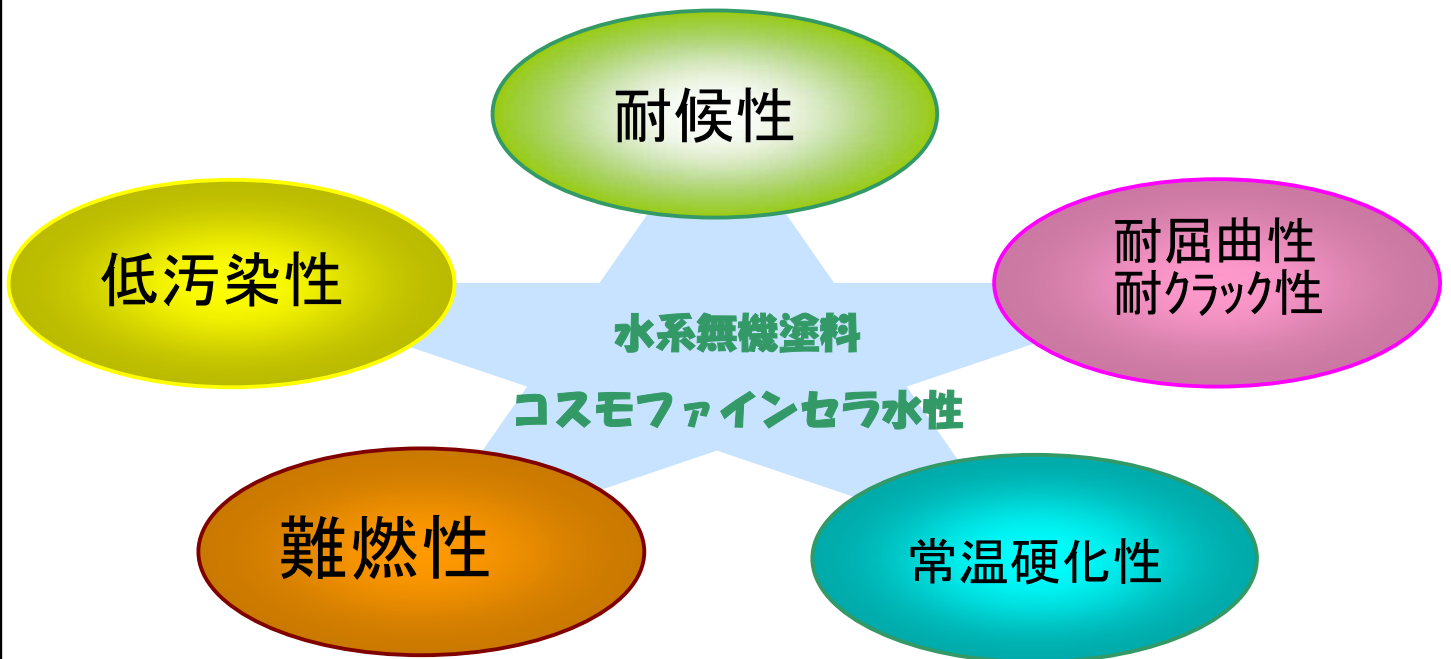 耐候性
低汚染性
耐屈曲性
耐クラック性
水系無機塗料
コスモファインセラ水性
難燃性
常温硬化性